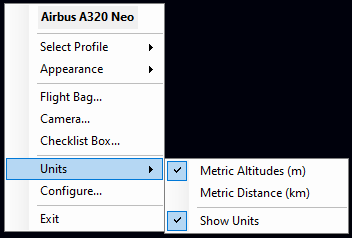 Airbus A320 Neo
Select Profile
Appearance
Flight Bag...
Camera...
Checklist Box...
Units
Configure...
Exit
Metric Altitudes (m)
Metric Distance (km)
Show Units